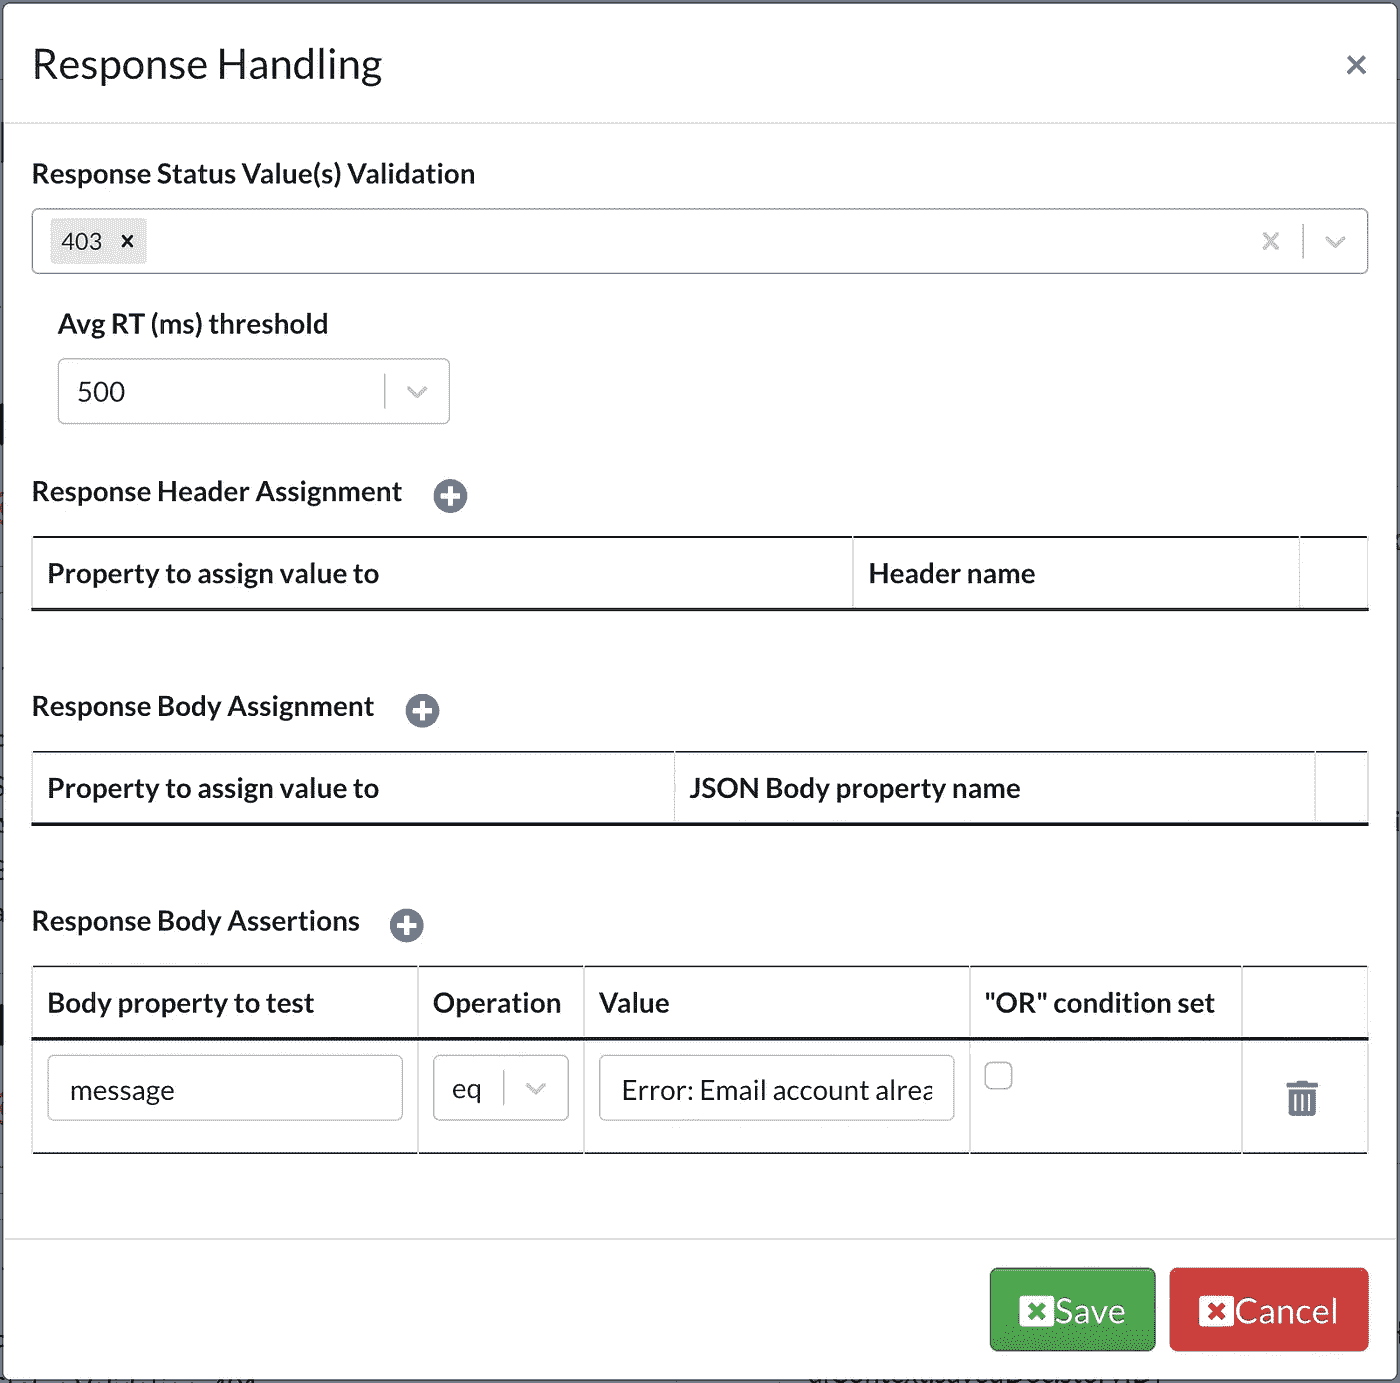 Response Handling
Response Status Value(s) Validation
403
Avg RT (ms) threshold
500
Response Header Assignment
Property to assign value to Header name
Response Body Assignment
Property to assign value to JSON Body property name
Response Body Assertions
Body property to test Operation Value "OR" condition set
message eq Error: Email account alrea
Save Cancel